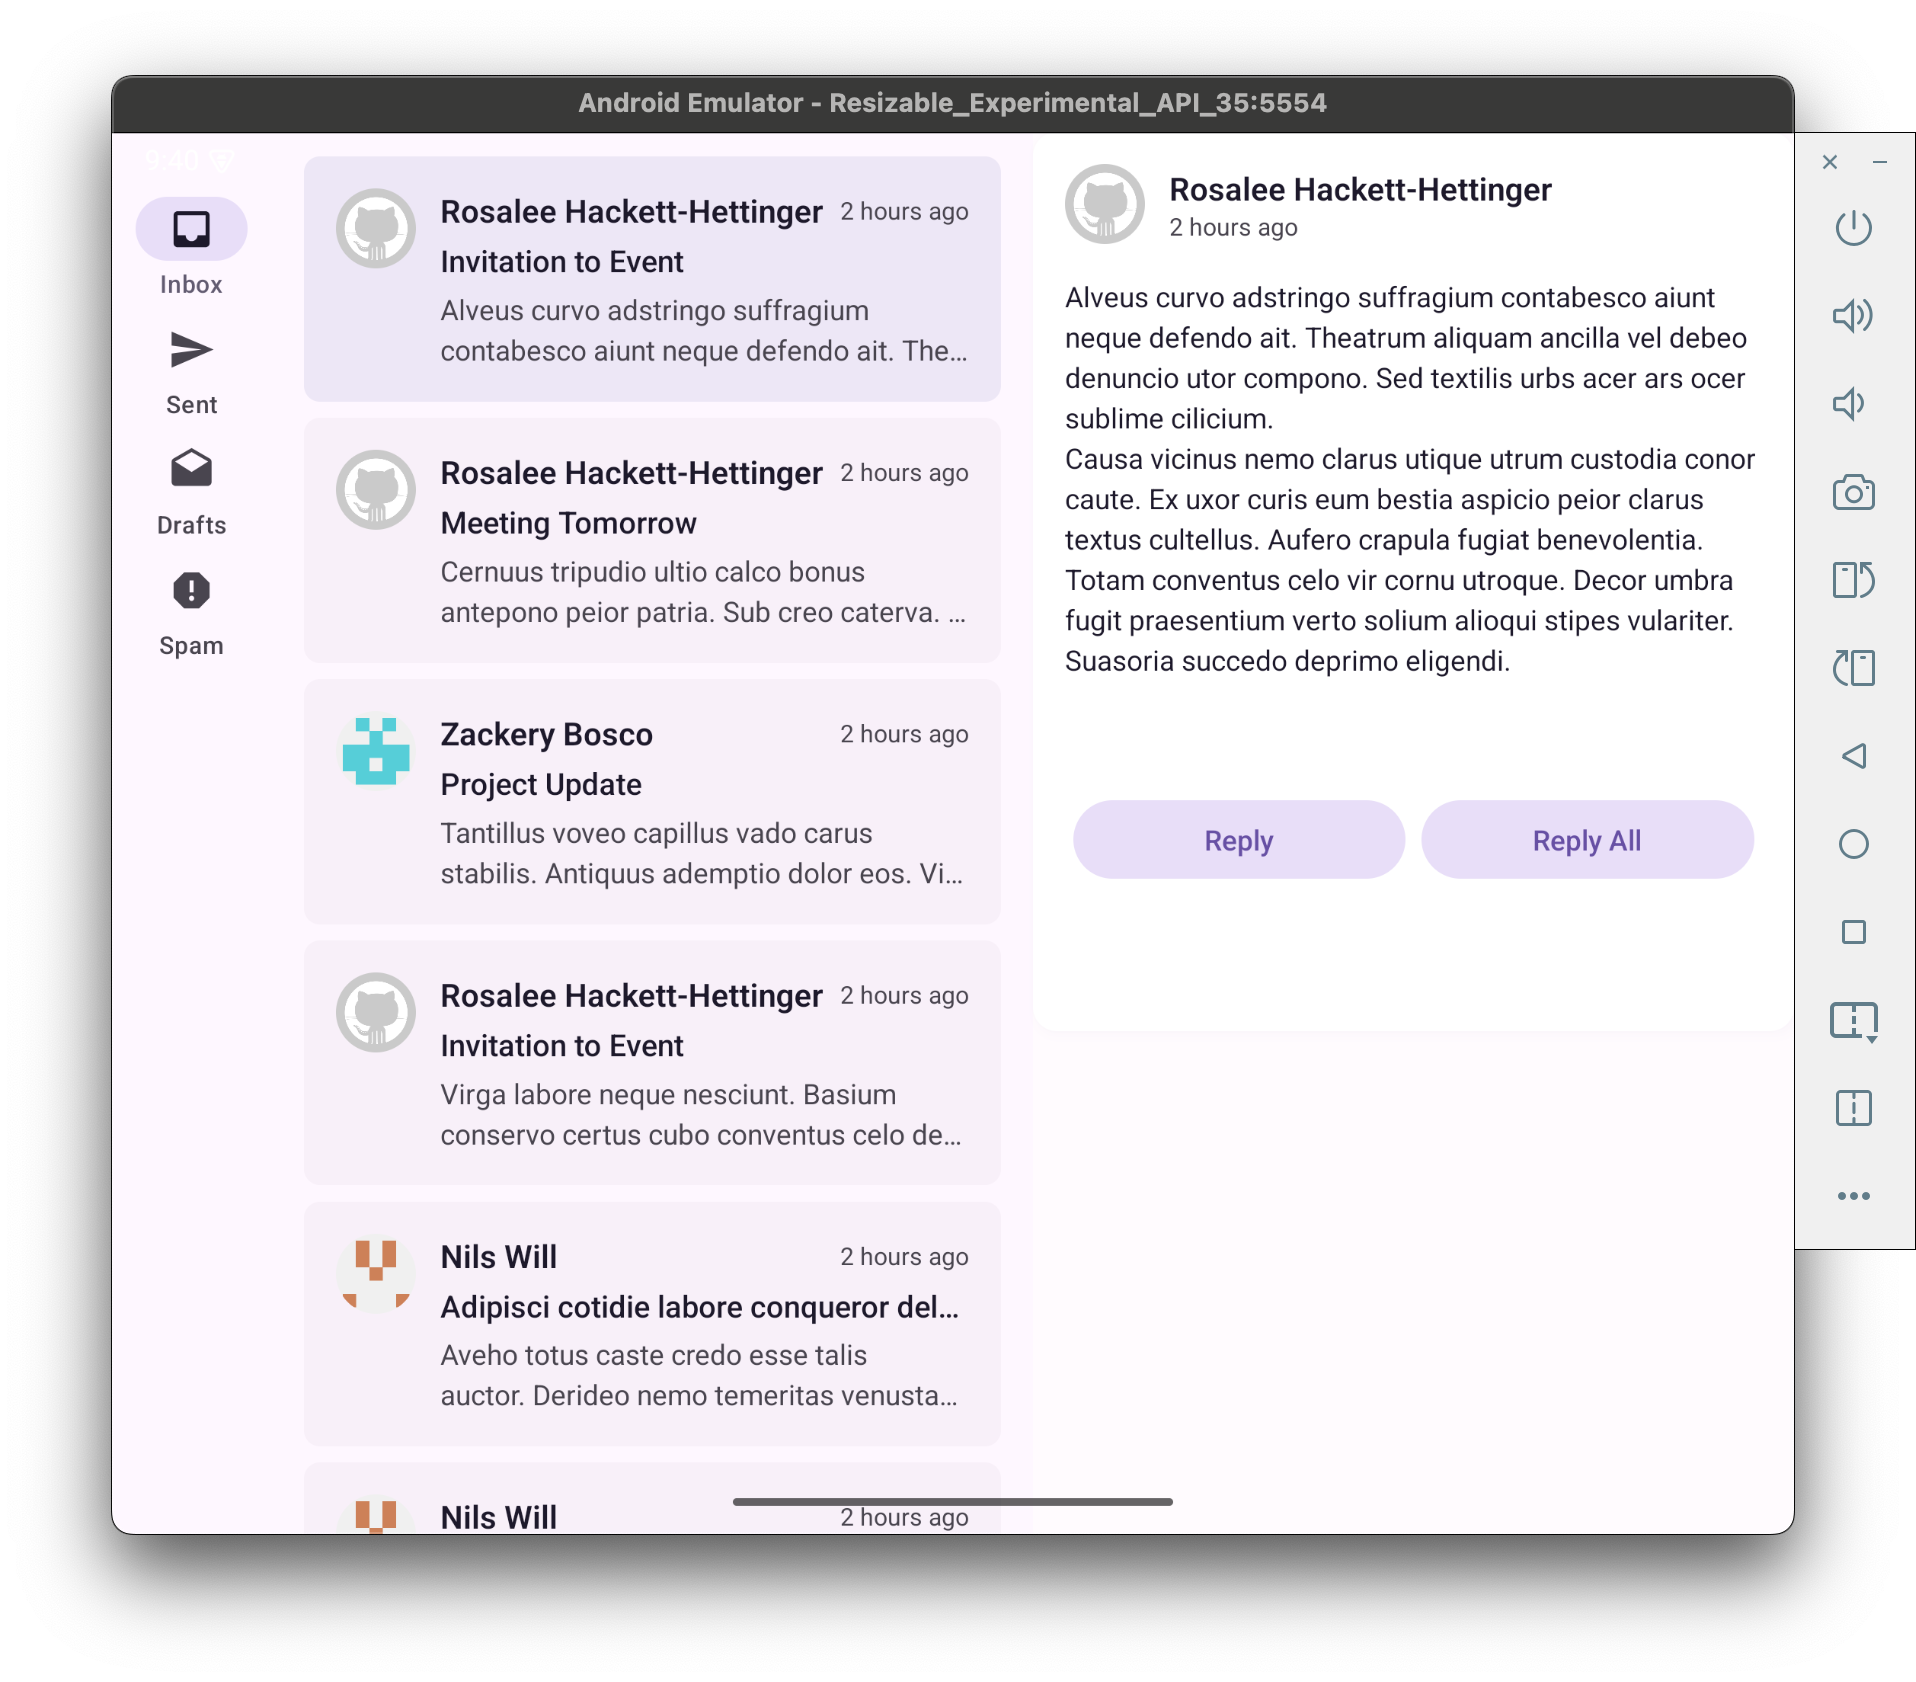 Android Emulator - Resizable_Experimental_API_35:5554
9:40
Inbox
Sent
Drafts
Spam
Rosalee Hackett-Hettinger 2 hours ago
Invitation to Event
Alveus curvo adstringo suffragium
contabesco aiunt neque defendo ait. The…
Rosalee Hackett-Hettinger 2 hours ago
Meeting Tomorrow
Cernuus tripudio ultio calco bonus
antepono peior patria. Sub creo caterva. …
Zackery Bosco 2 hours ago
Project Update
Tantillus voveo capillus vado carus
stabilis. Antiquus ademptio dolor eos. Vi…
Rosalee Hackett-Hettinger 2 hours ago
Invitation to Event
Virga labore neque nesciunt. Basium
conservo certus cubo conventus celo de…
Nils Will 2 hours ago
Adipisci cotidie labore conqueror del…
Aveho totus caste credo esse talis
auctor. Derideo nemo temeritas venusta…
Nils Will 2 hours ago
Rosalee Hackett-Hettinger
2 hours ago
Alveus curvo adstringo suffragium contabesco aiunt
neque defendo ait. Theatrum aliquam ancilla vel debeo
denuncio utor compono. Sed textilis urbs acer ars ocer
sublime cilicium.
Causa vicinus nemo clarus utique utrum custodia conor
caute. Ex uxor curis eum bestia aspicio peior clarus
textus cultellus. Aufero crapula fugiat benevolentia.
Totam conventus celo vir cornu utroque. Decor umbra
fugit praesentium verto solium alioqui stipes vulariter.
Suasoria succedo deprimo eligendi.
Reply
Reply All